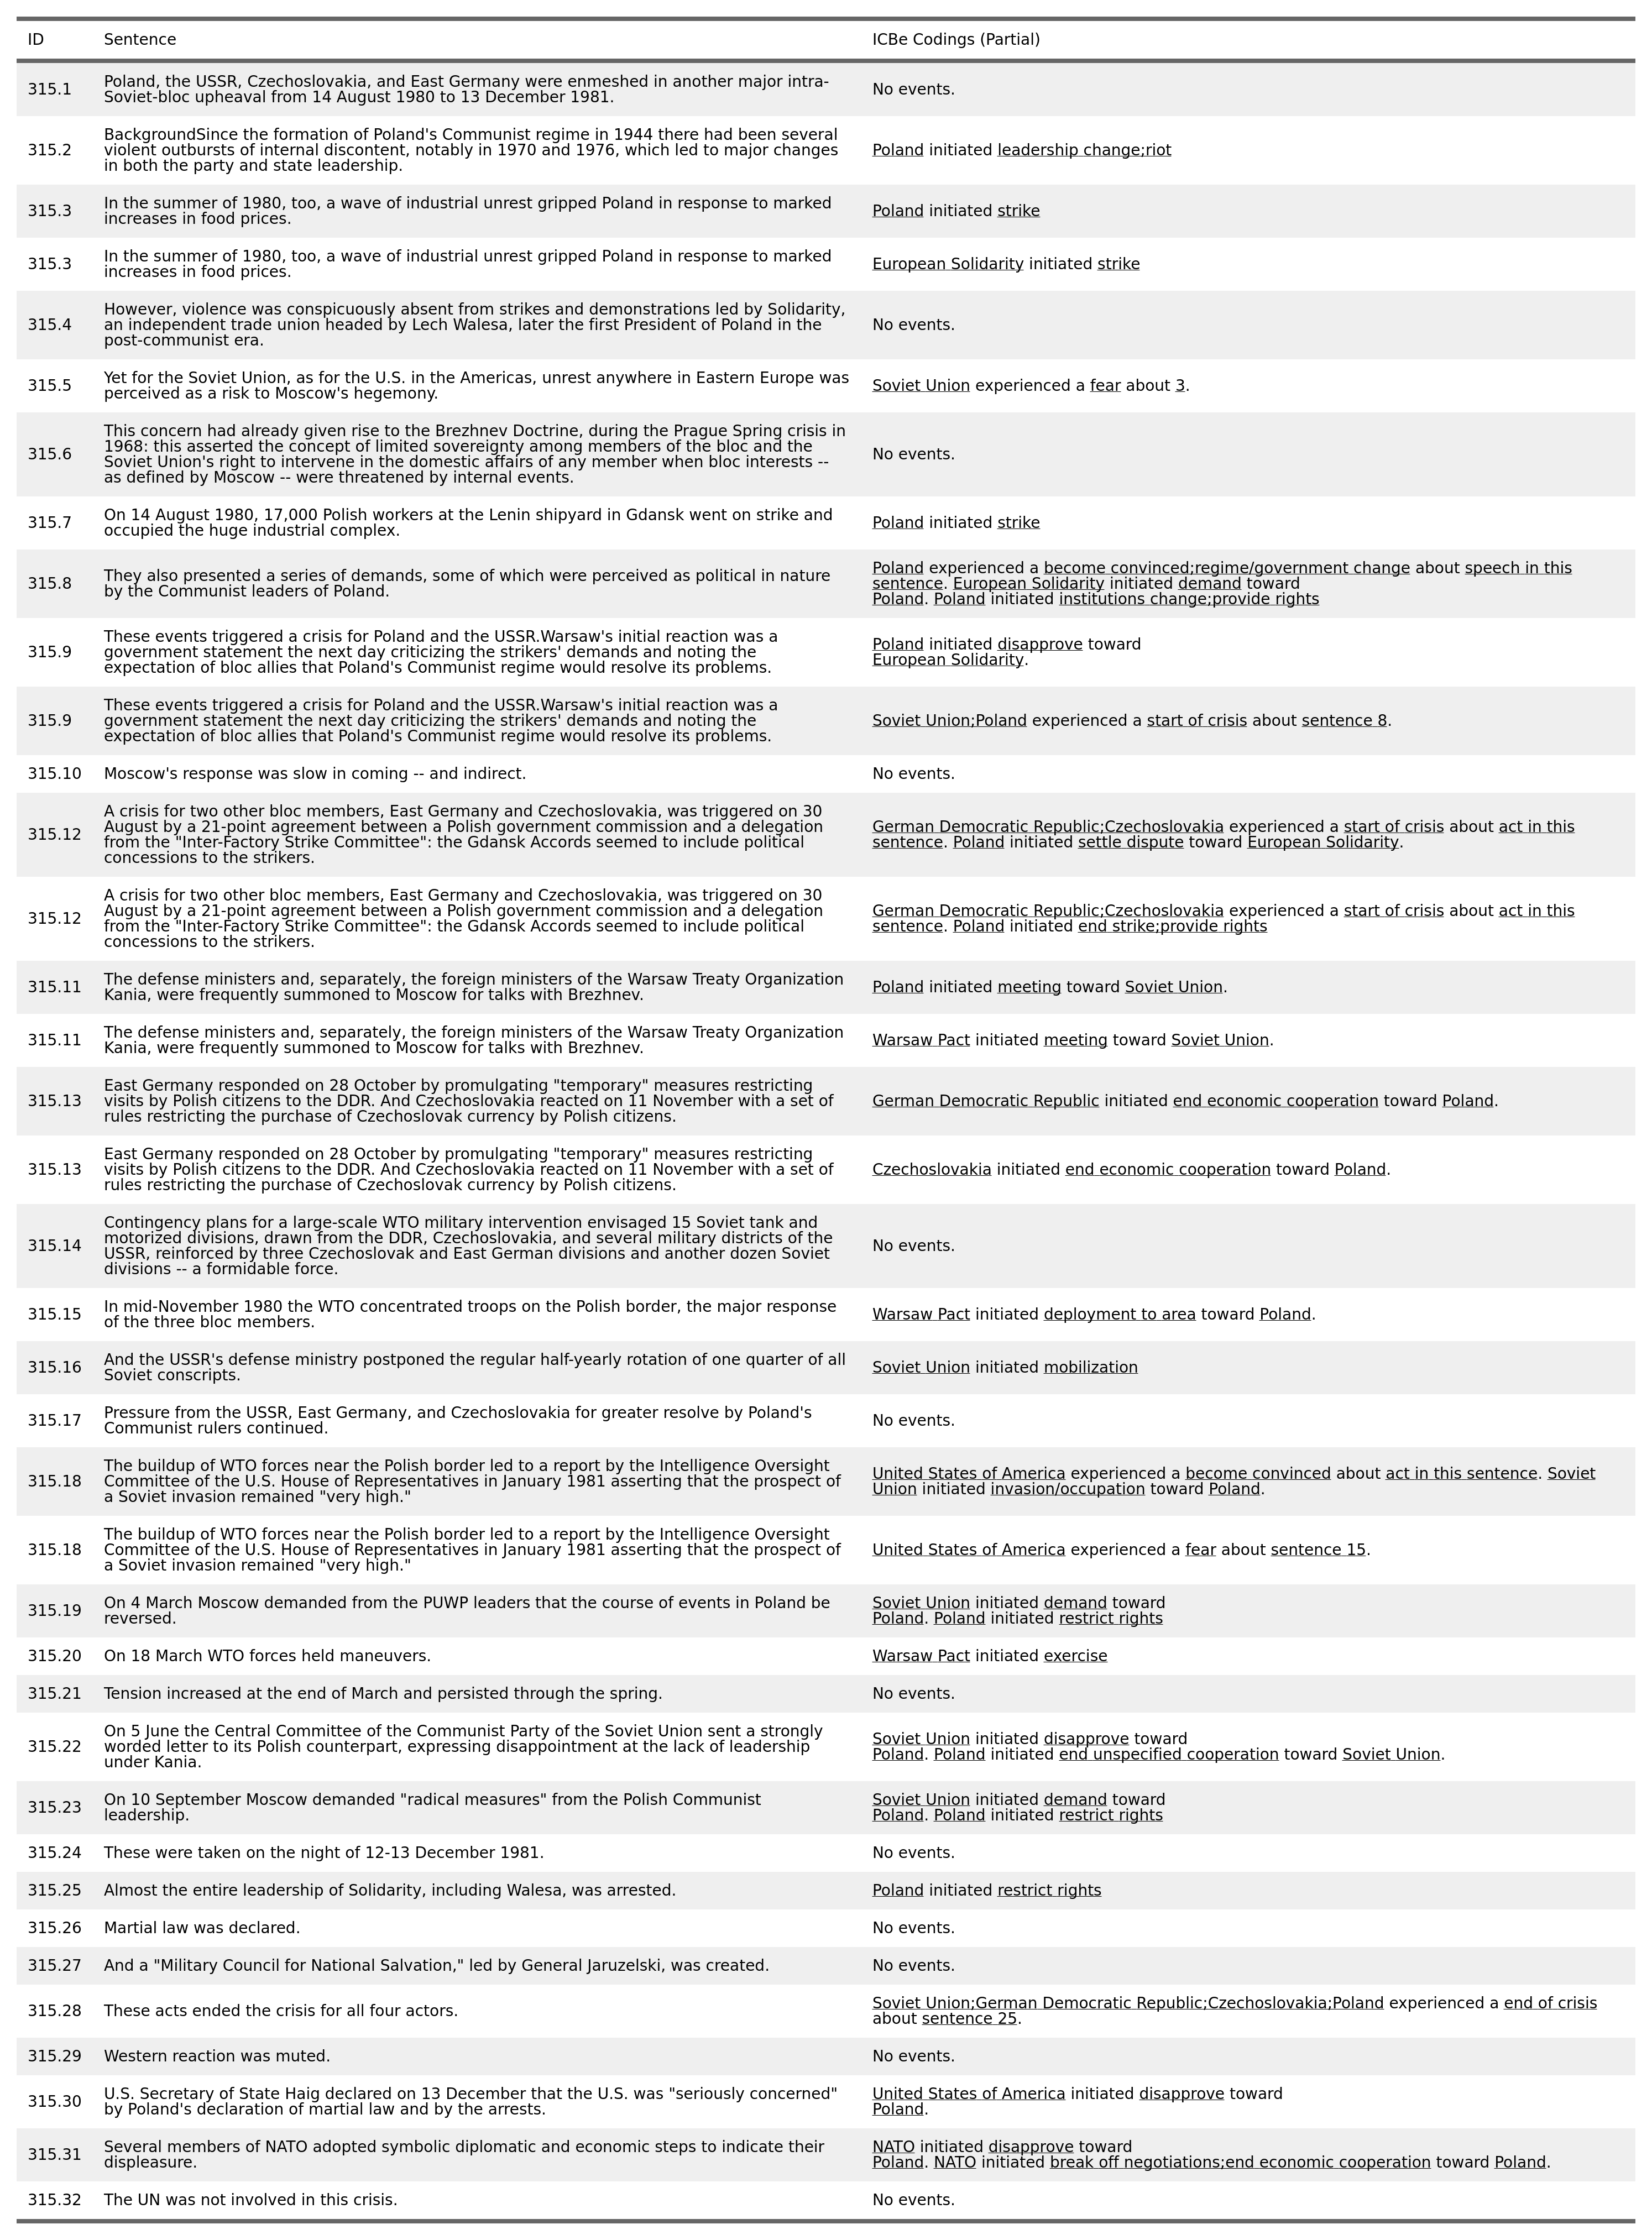 ID Sentence ICBe Codings (Partial)
315.1 Poland, the USSR, Czechoslovakia, and East Germany were enmeshed in another major intra-
Soviet-bloc upheaval from 14 August 1980 to 13 December 1981.
No events.
315.2 BackgroundSince the formation of Poland's Communist regime in 1944 there had been several
violent outbursts of internal discontent, notably in 1970 and 1976, which led to major changes
in both the party and state leadership.
Poland initiated leadership change;riot
315.3 In the summer of 1980, too, a wave of industrial unrest gripped Poland in response to marked
increases in food prices.
Poland initiated strike
315.3 In the summer of 1980, too, a wave of industrial unrest gripped Poland in response to marked
increases in food prices.
European Solidarity initiated strike
315.4 However, violence was conspicuously absent from strikes and demonstrations led by Solidarity,
an independent trade union headed by Lech Walesa, later the first President of Poland in the
post-communist era.
No events.
315.5 Yet for the Soviet Union, as for the U.S. in the Americas, unrest anywhere in Eastern Europe was
perceived as a risk to Moscow's hegemony.
Soviet Union experienced a fear about 3.
315.6 This concern had already given rise to the Brezhnev Doctrine, during the Prague Spring crisis in
1968: this asserted the concept of limited sovereignty among members of the bloc and the
Soviet Union's right to intervene in the domestic affairs of any member when bloc interests --
as defined by Moscow -- were threatened by internal events.
No events.
315.7 On 14 August 1980, 17,000 Polish workers at the Lenin shipyard in Gdansk went on strike and
occupied the huge industrial complex.
Poland initiated strike
315.8 They also presented a series of demands, some of which were perceived as political in nature
by the Communist leaders of Poland.
Poland experienced a become convinced;regime/government change about speech in this
sentence. European Solidarity initiated demand toward
Poland. Poland initiated institutions change;provide rights
315.9 These events triggered a crisis for Poland and the USSR.Warsaw's initial reaction was a
government statement the next day criticizing the strikers' demands and noting the
expectation of bloc allies that Poland's Communist regime would resolve its problems.
Poland initiated disapprove toward
European Solidarity.
315.9 These events triggered a crisis for Poland and the USSR.Warsaw's initial reaction was a
government statement the next day criticizing the strikers' demands and noting the
expectation of bloc allies that Poland's Communist regime would resolve its problems.
Soviet Union;Poland experienced a start of crisis about sentence 8.
315.10 Moscow's response was slow in coming -- and indirect.
No events.
315.12 A crisis for two other bloc members, East Germany and Czechoslovakia, was triggered on 30
August by a 21-point agreement between a Polish government commission and a delegation
from the "Inter-Factory Strike Committee": the Gdansk Accords seemed to include political
concessions to the strikers.
German Democratic Republic;Czechoslovakia experienced a start of crisis about act in this
sentence. Poland initiated settle dispute toward European Solidarity.
315.12 A crisis for two other bloc members, East Germany and Czechoslovakia, was triggered on 30
August by a 21-point agreement between a Polish government commission and a delegation
from the "Inter-Factory Strike Committee": the Gdansk Accords seemed to include political
concessions to the strikers.
German Democratic Republic;Czechoslovakia experienced a start of crisis about act in this
sentence. Poland initiated end strike;provide rights
315.11 The defense ministers and, separately, the foreign ministers of the Warsaw Treaty Organization
Kania, were frequently summoned to Moscow for talks with Brezhnev.
Poland initiated meeting toward Soviet Union.
315.11 The defense ministers and, separately, the foreign ministers of the Warsaw Treaty Organization
Kania, were frequently summoned to Moscow for talks with Brezhnev.
Warsaw Pact initiated meeting toward Soviet Union.
315.13 East Germany responded on 28 October by promulgating "temporary" measures restricting
visits by Polish citizens to the DDR. And Czechoslovakia reacted on 11 November with a set of
rules restricting the purchase of Czechoslovak currency by Polish citizens.
German Democratic Republic initiated end economic cooperation toward Poland.
315.13 East Germany responded on 28 October by promulgating "temporary" measures restricting
visits by Polish citizens to the DDR. And Czechoslovakia reacted on 11 November with a set of
rules restricting the purchase of Czechoslovak currency by Polish citizens.
Czechoslovakia initiated end economic cooperation toward Poland.
315.14 Contingency plans for a large-scale WTO military intervention envisaged 15 Soviet tank and
motorized divisions, drawn from the DDR, Czechoslovakia, and several military districts of the
USSR, reinforced by three Czechoslovak and East German divisions and another dozen Soviet
divisions -- a formidable force.
No events.
315.15 In mid-November 1980 the WTO concentrated troops on the Polish border, the major response
of the three bloc members.
Warsaw Pact initiated deployment to area toward Poland.
315.16 And the USSR's defense ministry postponed the regular half-yearly rotation of one quarter of all
Soviet conscripts.
Soviet Union initiated mobilization
315.17 Pressure from the USSR, East Germany, and Czechoslovakia for greater resolve by Poland's
Communist rulers continued.
No events.
315.18 The buildup of WTO forces near the Polish border led to a report by the Intelligence Oversight
Committee of the U.S. House of Representatives in January 1981 asserting that the prospect of
a Soviet invasion remained "very high."
United States of America experienced a become convinced about act in this sentence. Soviet
Union initiated invasion/occupation toward Poland.
315.18 The buildup of WTO forces near the Polish border led to a report by the Intelligence Oversight
Committee of the U.S. House of Representatives in January 1981 asserting that the prospect of
a Soviet invasion remained "very high."
United States of America experienced a fear about sentence 15.
315.19 On 4 March Moscow demanded from the PUWP leaders that the course of events in Poland be
reversed.
Soviet Union initiated demand toward
Poland. Poland initiated restrict rights
315.20 On 18 March WTO forces held maneuvers.
Warsaw Pact initiated exercise
315.21 Tension increased at the end of March and persisted through the spring.
No events.
315.22 On 5 June the Central Committee of the Communist Party of the Soviet Union sent a strongly
worded letter to its Polish counterpart, expressing disappointment at the lack of leadership
under Kania.
Soviet Union initiated disapprove toward
Poland. Poland initiated end unspecified cooperation toward Soviet Union.
315.23 On 10 September Moscow demanded "radical measures" from the Polish Communist
leadership.
Soviet Union initiated demand toward
Poland. Poland initiated restrict rights
315.24 These were taken on the night of 12-13 December 1981.
No events.
315.25 Almost the entire leadership of Solidarity, including Walesa, was arrested.
Poland initiated restrict rights
315.26 Martial law was declared.
No events.
315.27 And a "Military Council for National Salvation," led by General Jaruzelski, was created.
No events.
315.28 These acts ended the crisis for all four actors.
Soviet Union;German Democratic Republic;Czechoslovakia;Poland experienced a end of crisis
about sentence 25.
315.29 Western reaction was muted.
No events.
315.30 U.S. Secretary of State Haig declared on 13 December that the U.S. was "seriously concerned"
by Poland's declaration of martial law and by the arrests.
United States of America initiated disapprove toward
Poland.
315.31 Several members of NATO adopted symbolic diplomatic and economic steps to indicate their
displeasure.
NATO initiated disapprove toward
Poland. NATO initiated break off negotiations;end economic cooperation toward Poland.
315.32 The UN was not involved in this crisis.
No events.